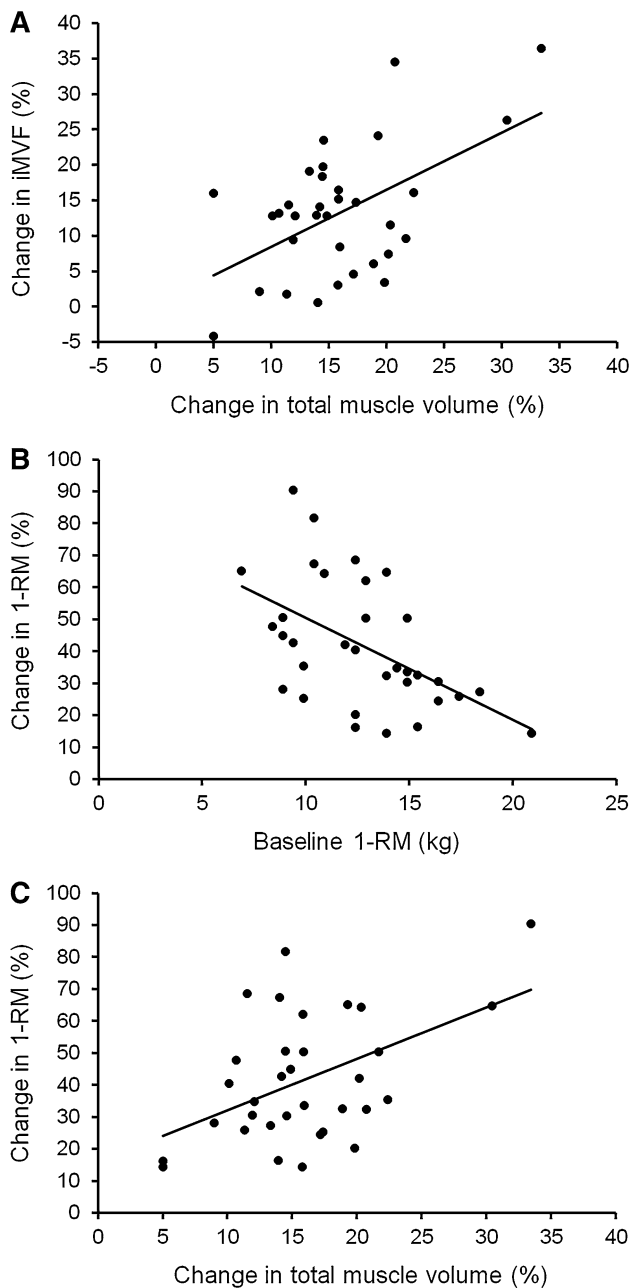 A
Change in iMVF (%)
40
35
30
25
20
15
10
5
0
-5
-5 0 5 10 15 20 25 30 35 40
Change in total muscle volume (%)
B
Change in 1-RM (%)
100
90
80
70
60
50
40
30
20
10
0
0 5 10 15 20 25
Baseline 1-RM (kg)
C
Change in 1-RM (%)
100
90
80
70
60
50
40
30
20
10
0
0 5 10 15 20 25 30 35 40
Change in total muscle volume (%)